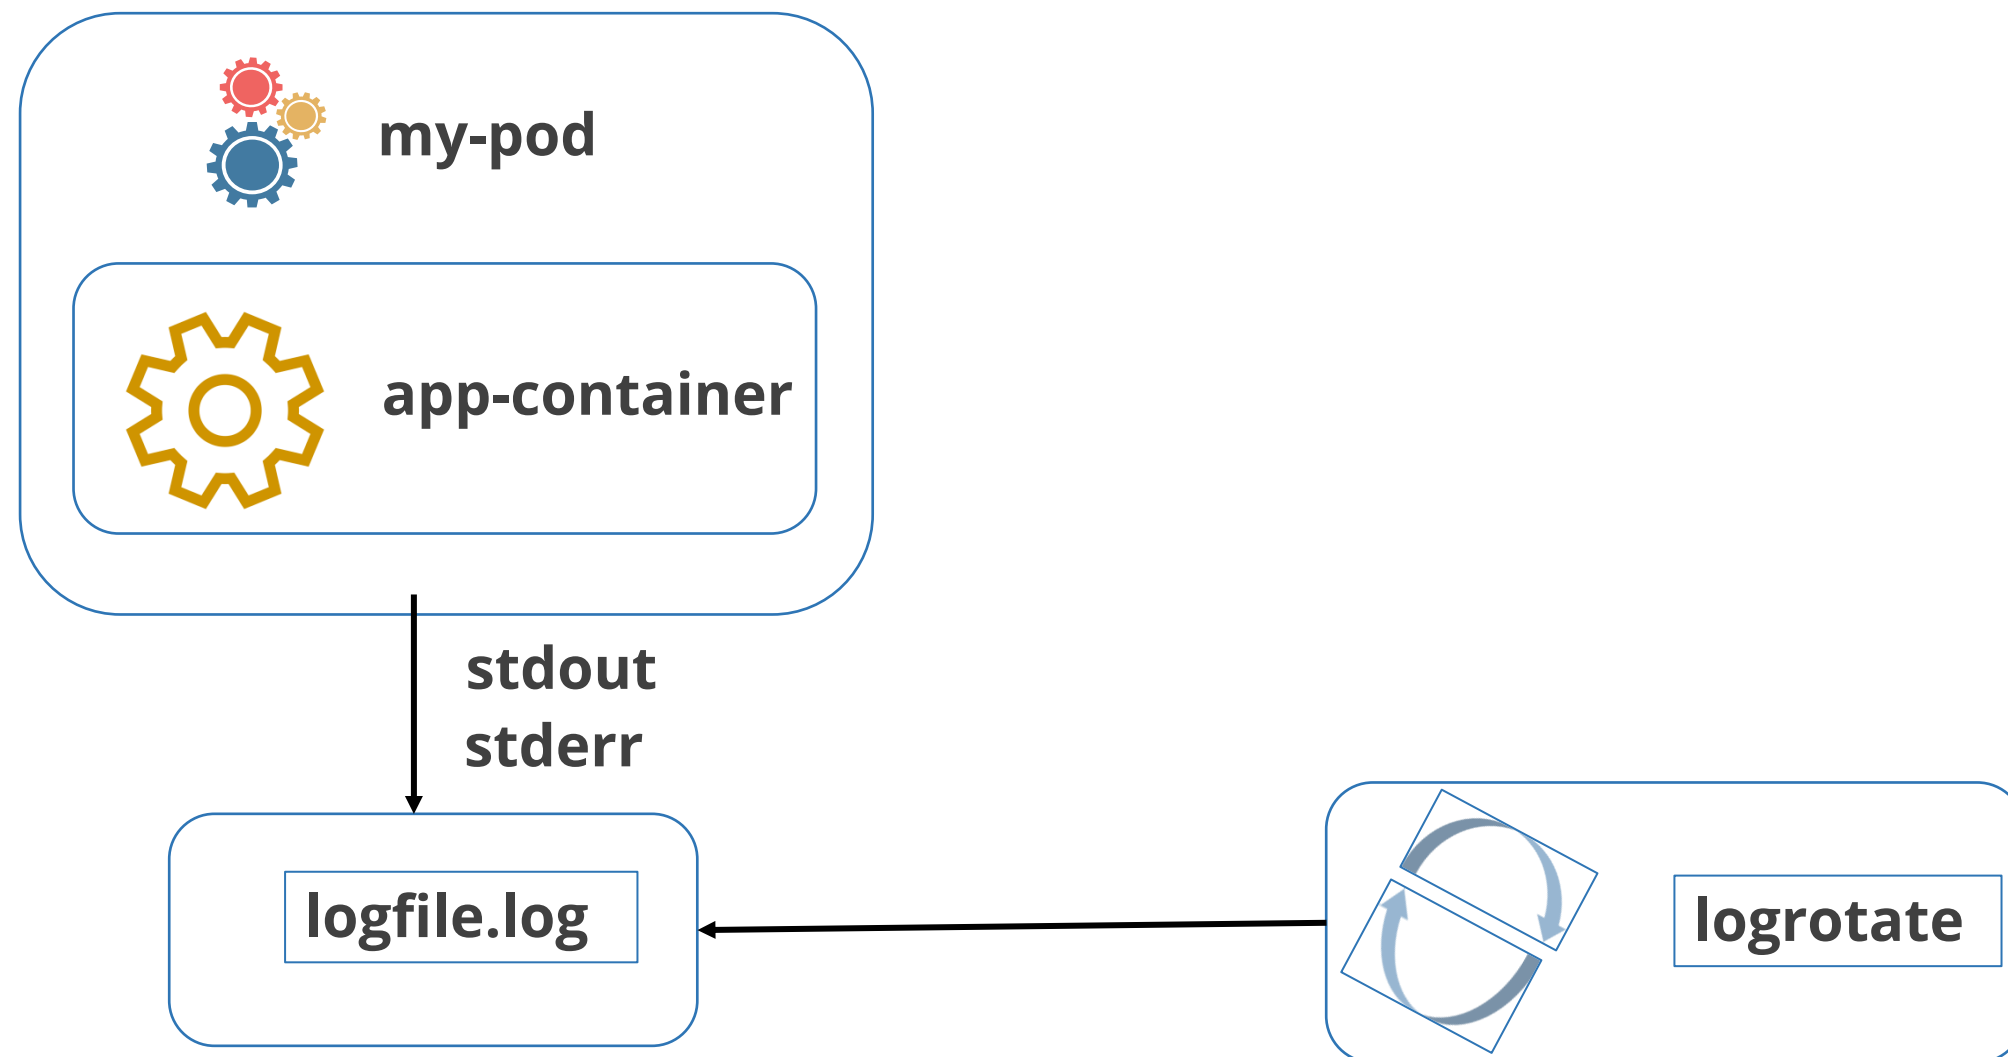 my-pod
app-container
stdout
stderr
logfile.log
logrotate